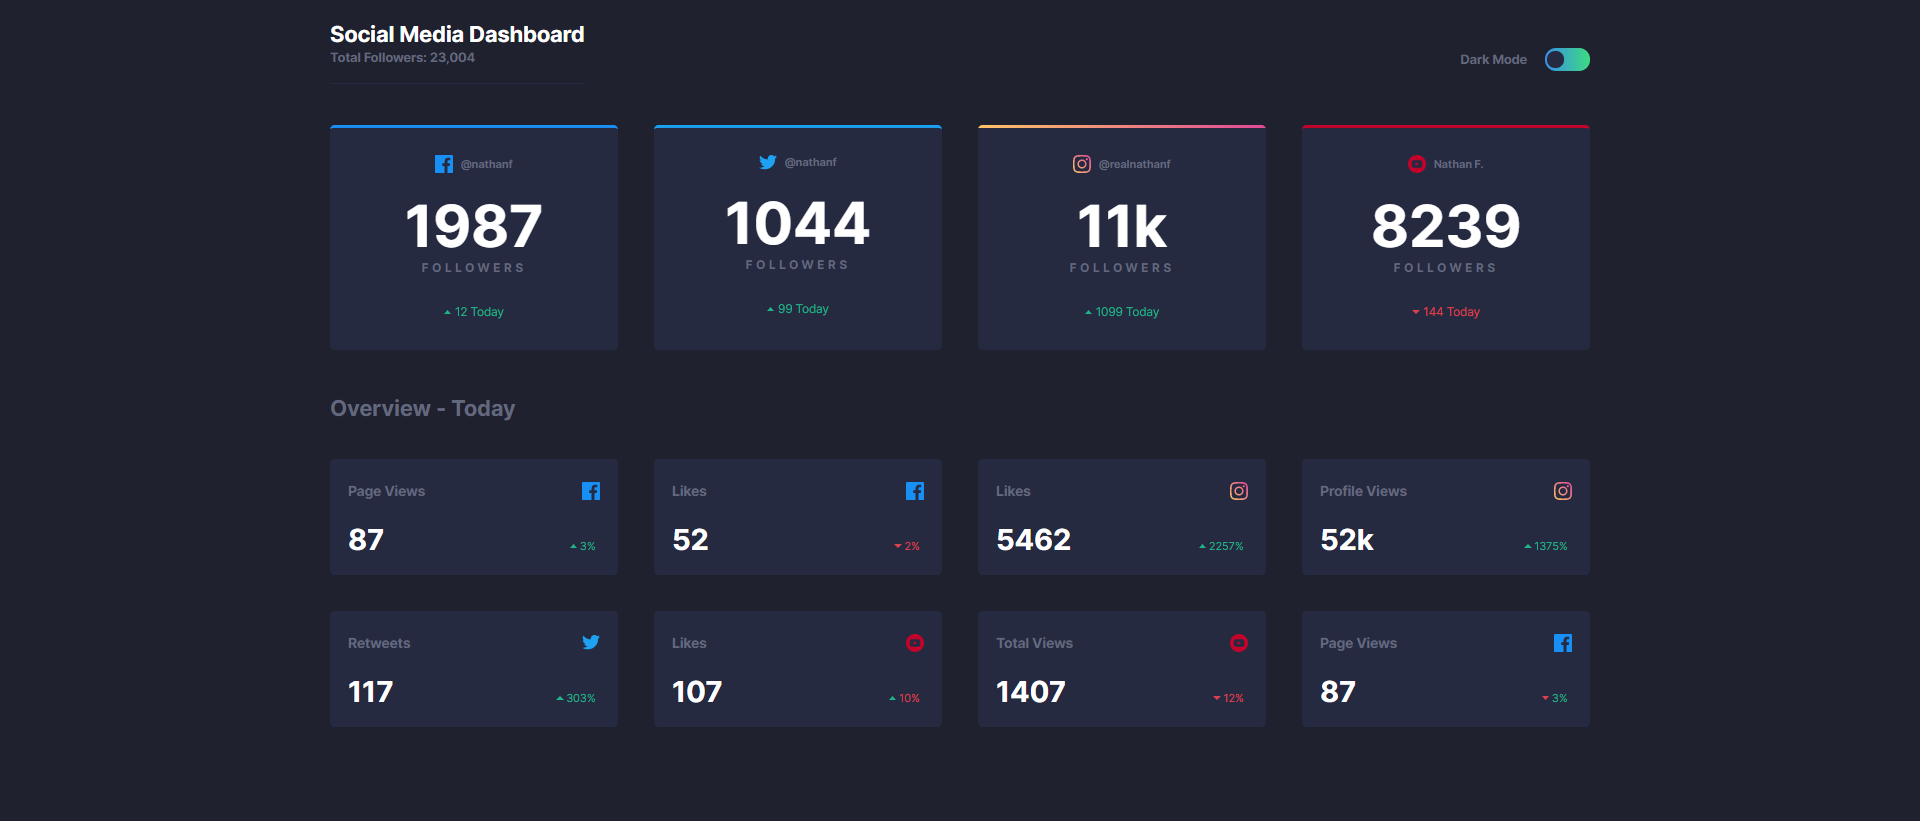 Social Media Dashboard
Total Followers: 23,004
Dark Mode
@nathanf
1987
FOLLOWERS
12 Today
@nathanf
1044
FOLLOWERS
99 Today
@realnathanf
11k
FOLLOWERS
1099 Today
Nathan F.
8239
FOLLOWERS
144 Today
Overview - Today
Page Views
87
3%
Likes
52
2%
Likes
5462
2257%
Profile Views
52k
1375%
Retweets
117
303%
Likes
107
10%
Total Views
1407
12%
Page Views
87
3%